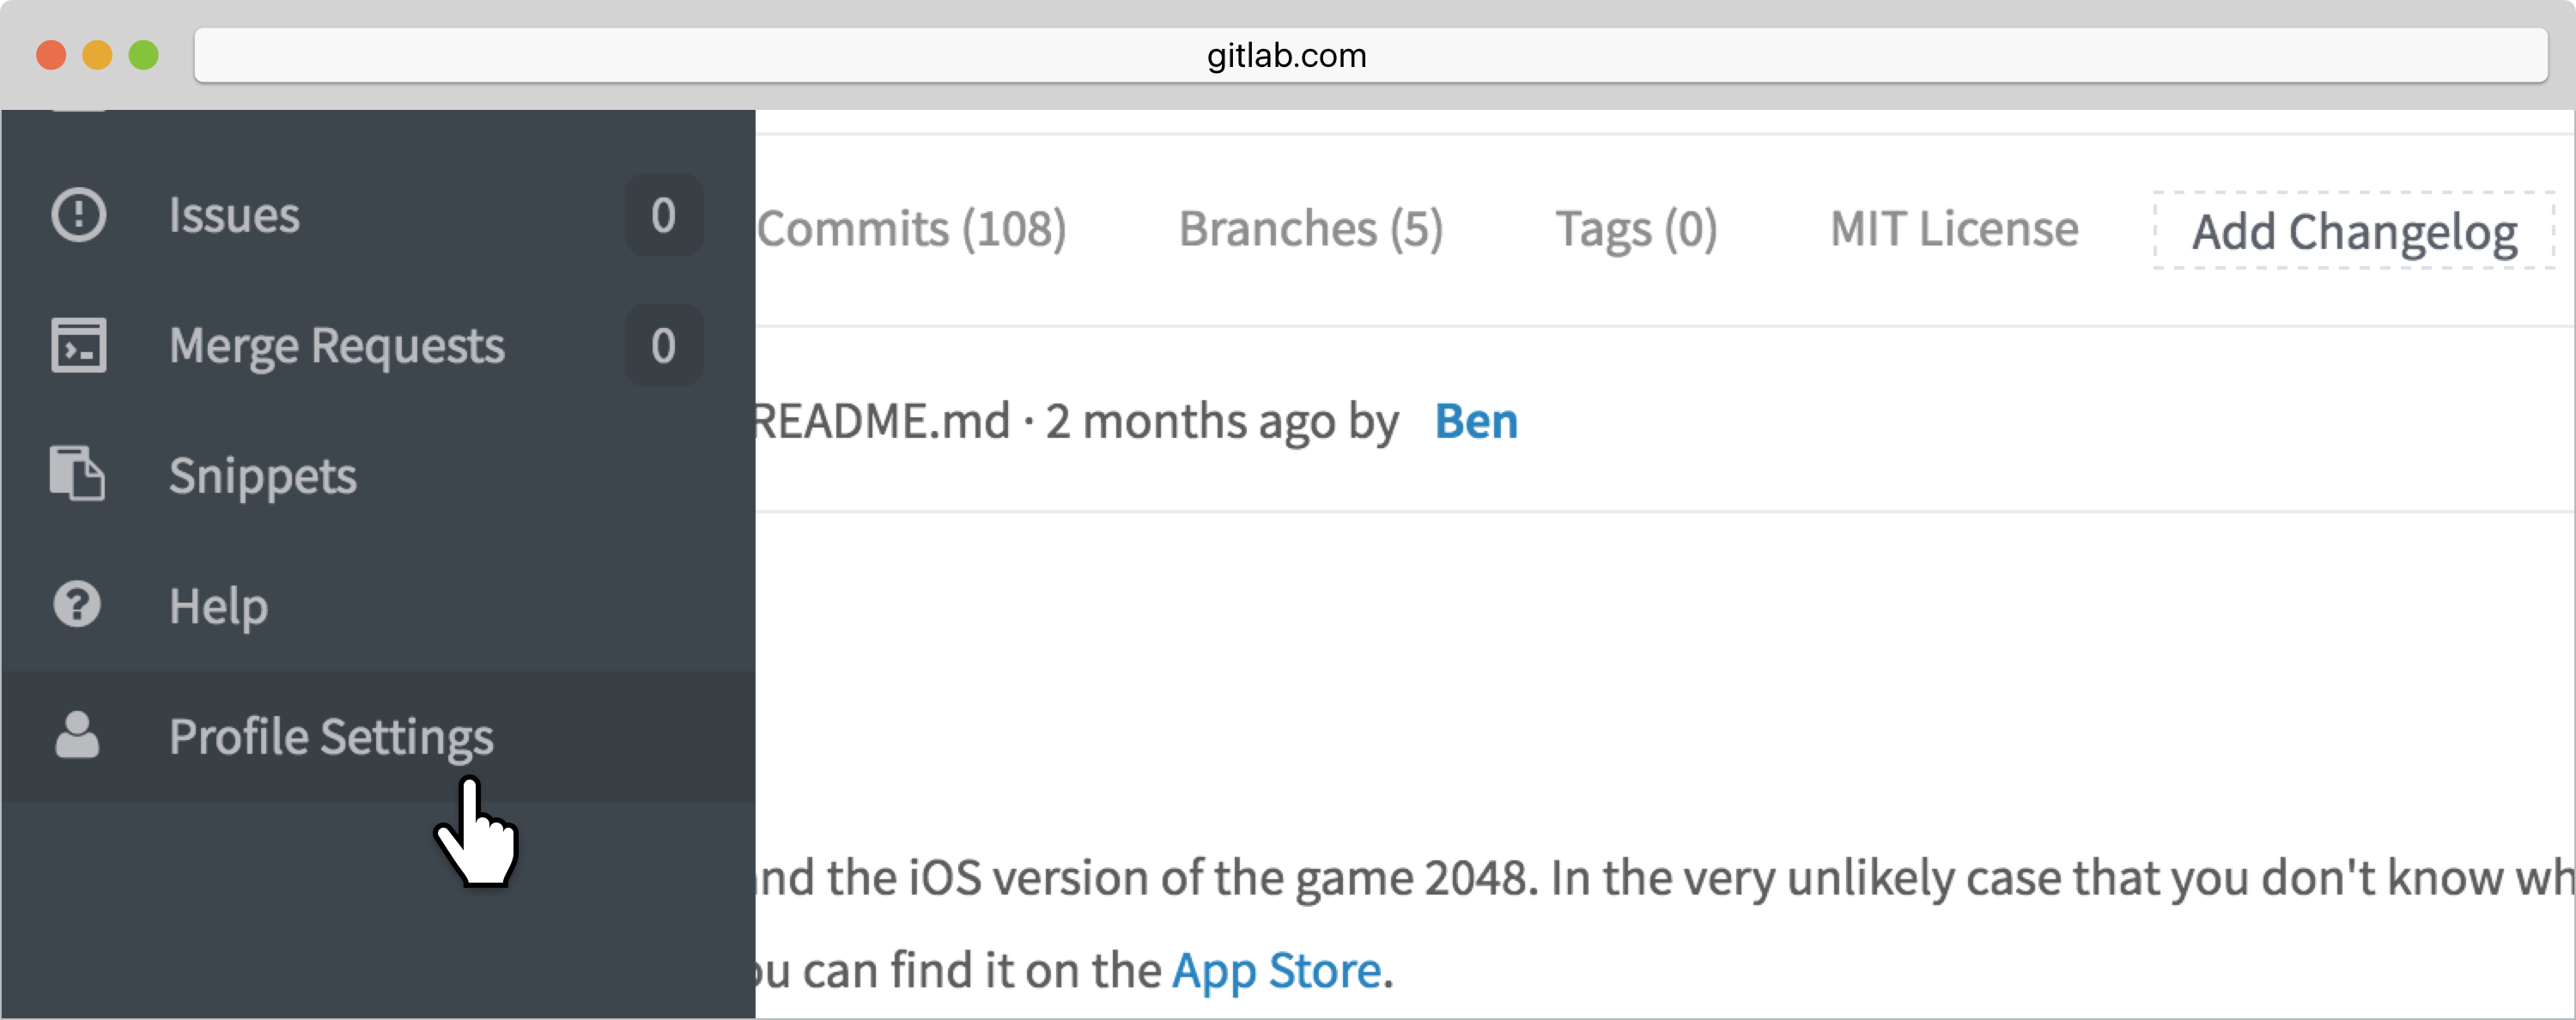 gitlab.com
Issues 0
Merge Requests 0
Snippets
Help
Profile Settings
Commits (108) Branches (5) Tags (0) MIT License Add Changelog
README.md · 2 months ago by Ben
the iOS version of the game 2048. In the very unlikely case that you don't know
can find it on the App Store.